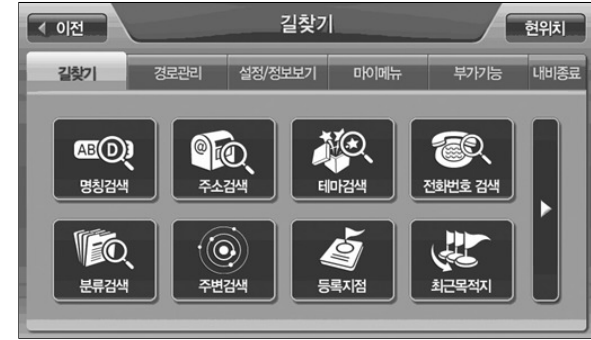 이전
길찾기
현위치
길찾기
경로관리
설정/정보보기
마이메뉴
부가기능
내비종료
AB D
명칭검색
@
주소검색
테마검색
전화번호 검색
분류검색
주변검색
등록지점
최근목적지